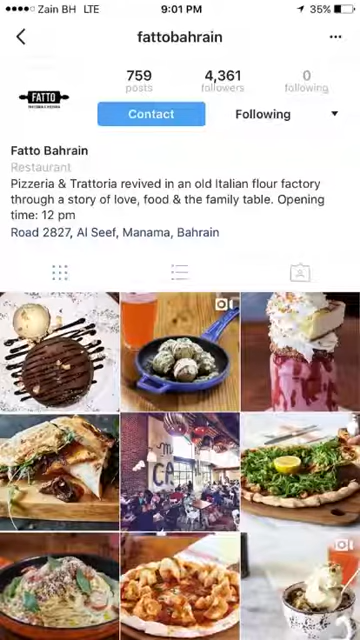 Zain BH LTE 9:01 PM 35%
fattobahrain
759 4,361 0
posts followers following
FATTO
Contact Following
Fatto Bahrain
Restaurant
Pizzeria & Trattoria revived in an old Italian flour factory
through a story of love, food & the family table. Opening
time: 12 pm
Road 2827, Al Seef, Manama, Bahrain